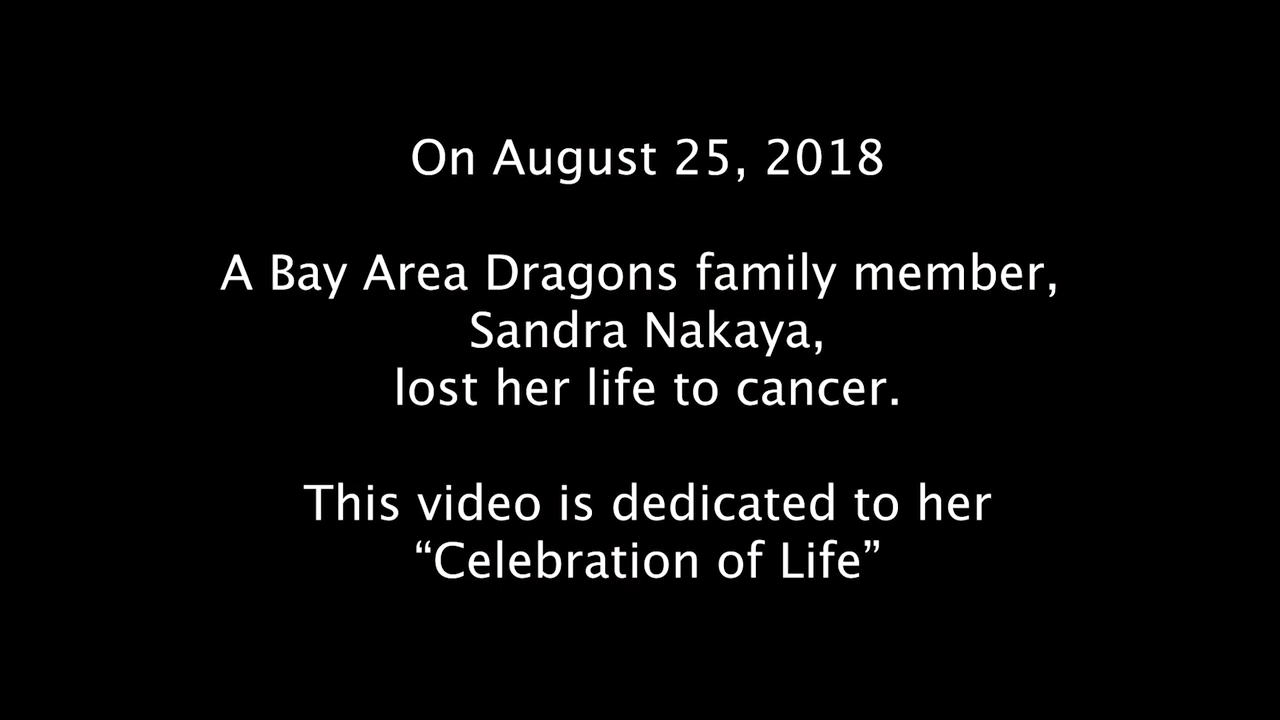 On August 25, 2018
A Bay Area Dragons family member,
Sandra Nakaya,
lost her life to cancer.
This video is dedicated to her
“Celebration of Life”